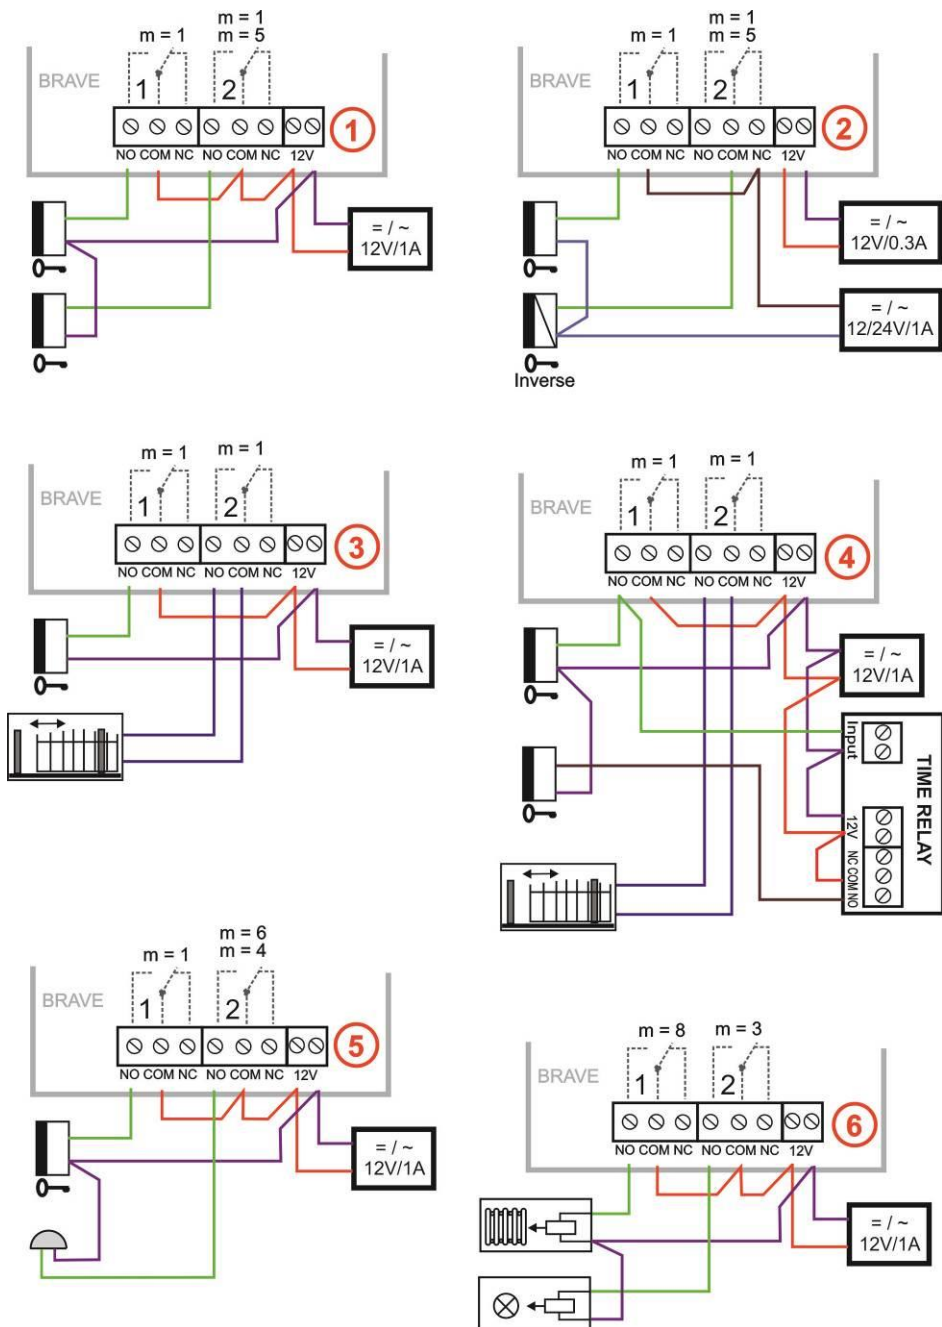 m = 1
m = 1
m = 5
BRAVE
1
2
1
NO COM NC NO COM NC 12V
= / ~
12V/1A
m = 1
m = 1
m = 5
BRAVE
1
2
2
NO COM NC NO COM NC 12V
= / ~
12V/0.3A
= / ~
12/24V/1A
Inverse
m = 1
m = 1
BRAVE
1
2
3
NO COM NC NO COM NC 12V
= / ~
12V/1A
m = 1
m = 1
BRAVE
1
2
4
NO COM NC NO COM NC 12V
= / ~
12V/1A
Input
12V
NC COM NO
TIME RELAY
m = 1
m = 6
m = 4
BRAVE
1
2
5
NO COM NC NO COM NC 12V
= / ~
12V/1A
m = 8
m = 3
BRAVE
1
2
6
NO COM NC NO COM NC 12V
= / ~
12V/1A